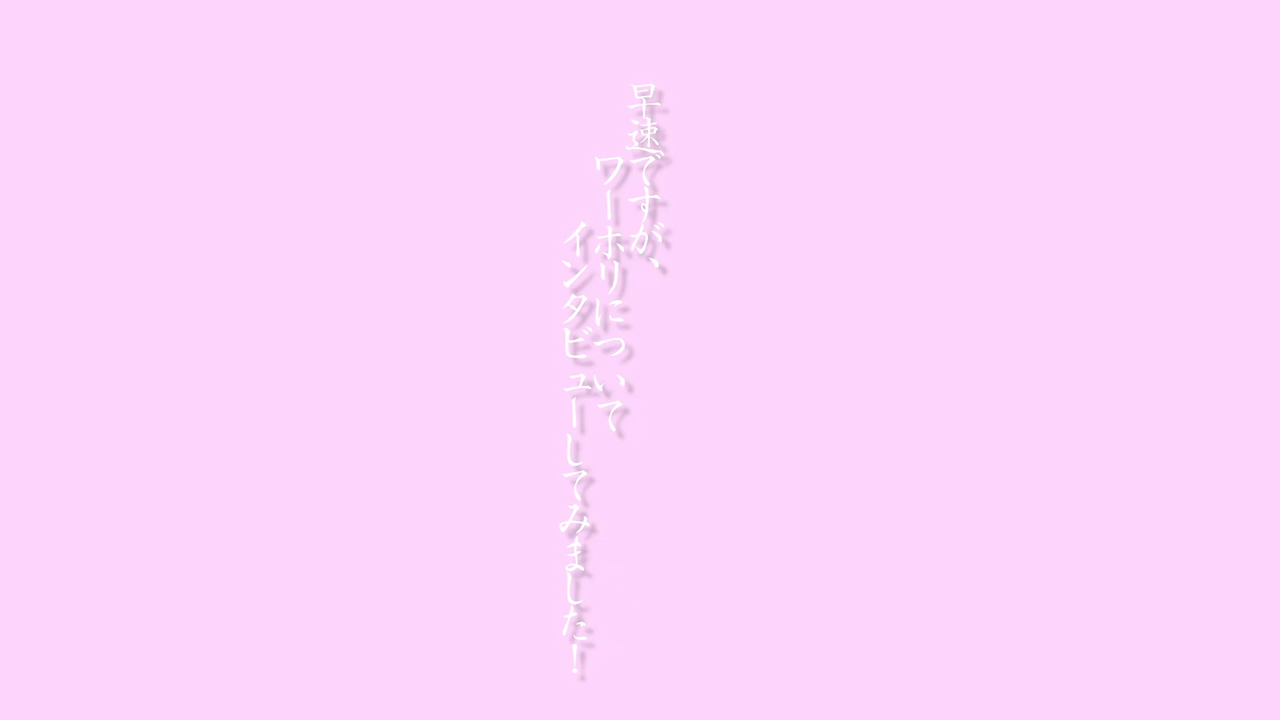 早速ですが、
ワーホリについて
インタビューしてみました！